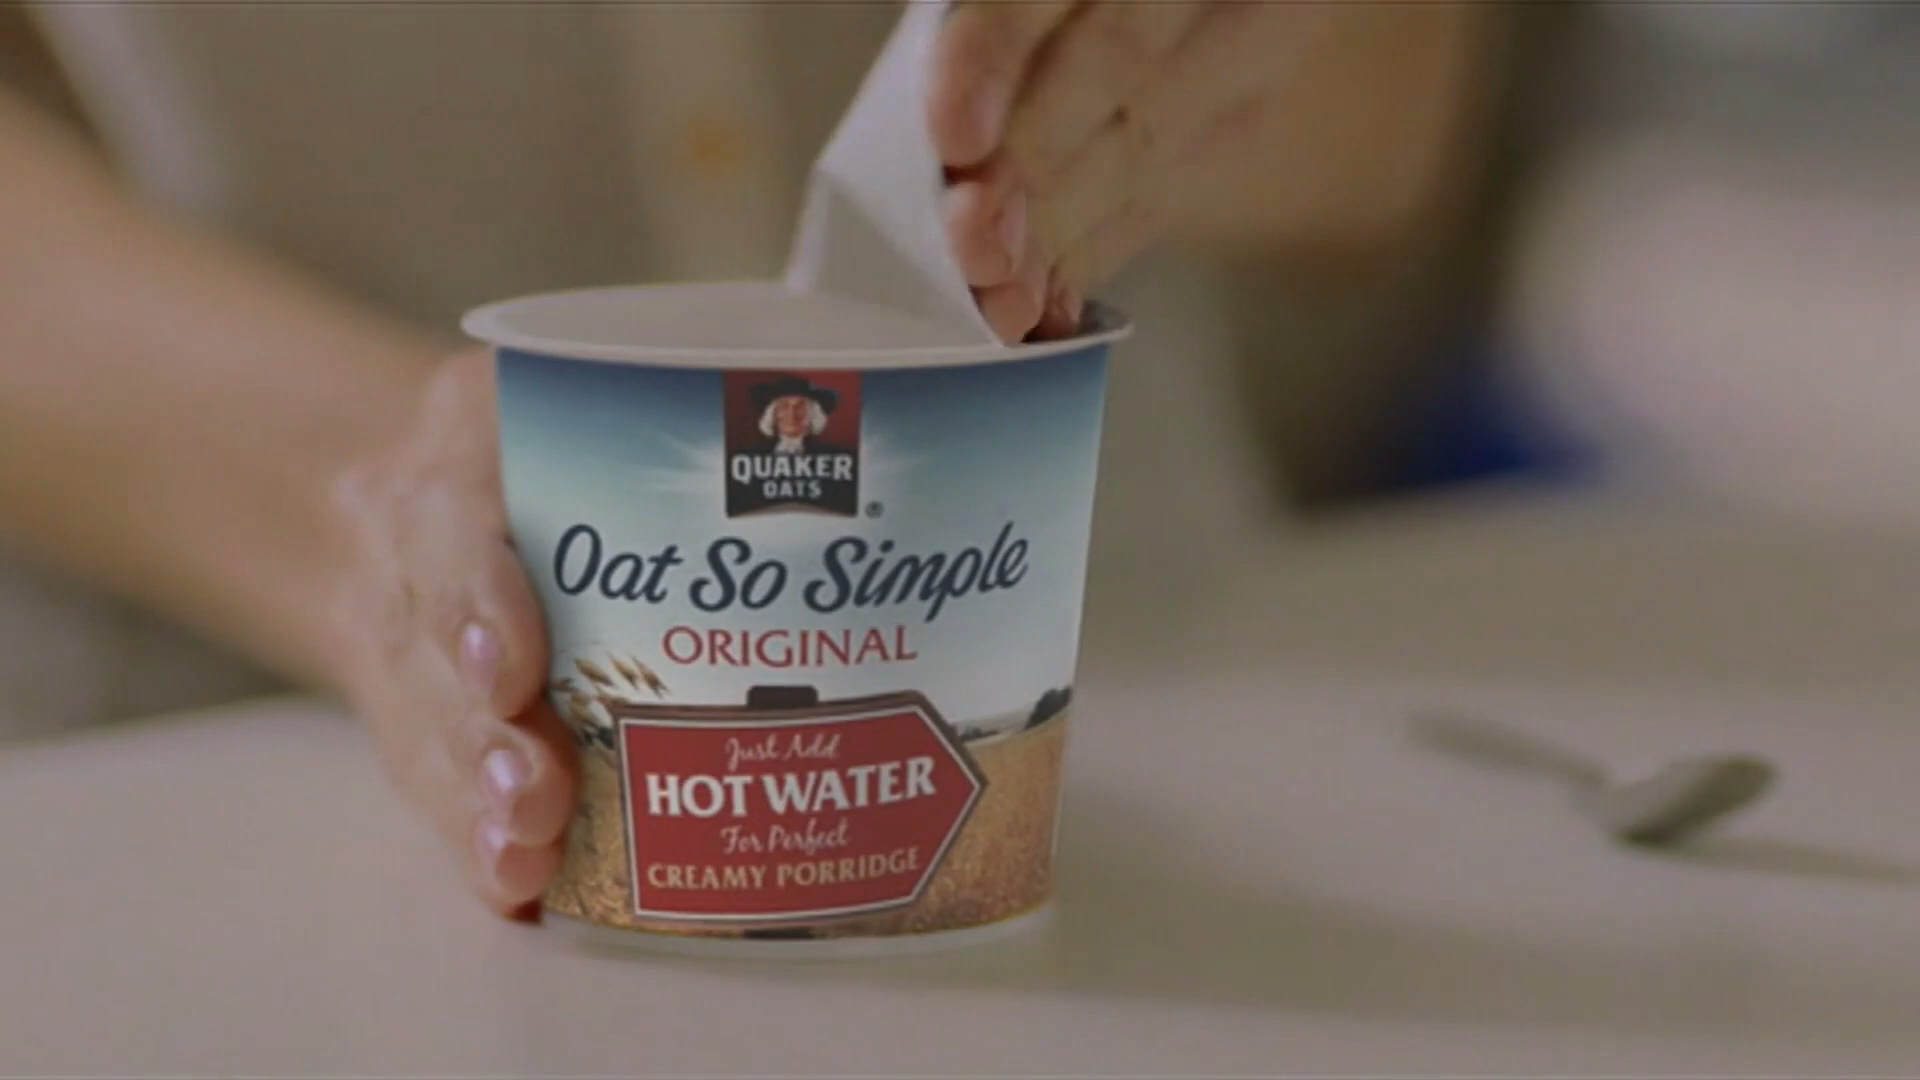 QUAKER
OATS
®
Oat So Simple
ORIGINAL
Just Add
HOT WATER
For Perfect
CREAMY PORRIDGE